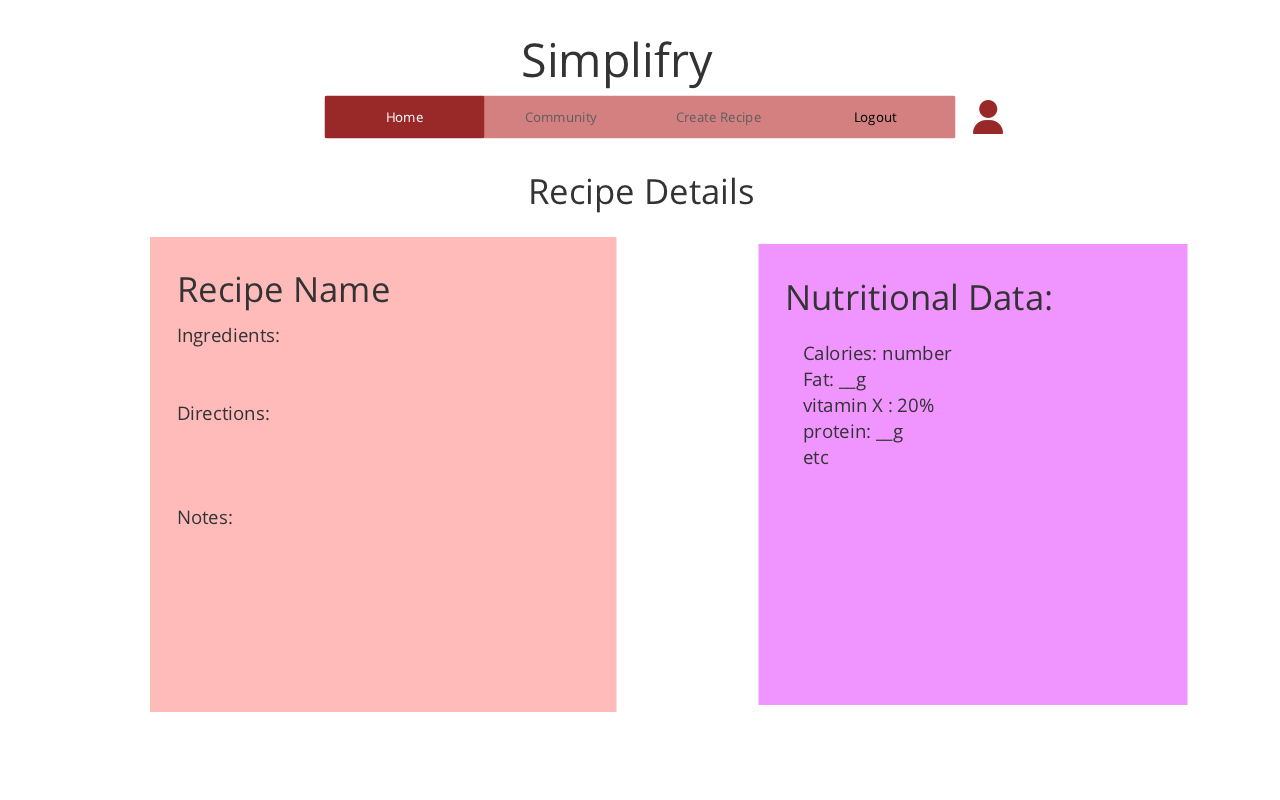 Simplifry
Home Community Create Recipe Logout
Recipe Details
Recipe Name
Ingredients:
Directions:
Notes:
Nutritional Data:
Calories: number
Fat: __g
vitamin X : 20%
protein: __g
etc